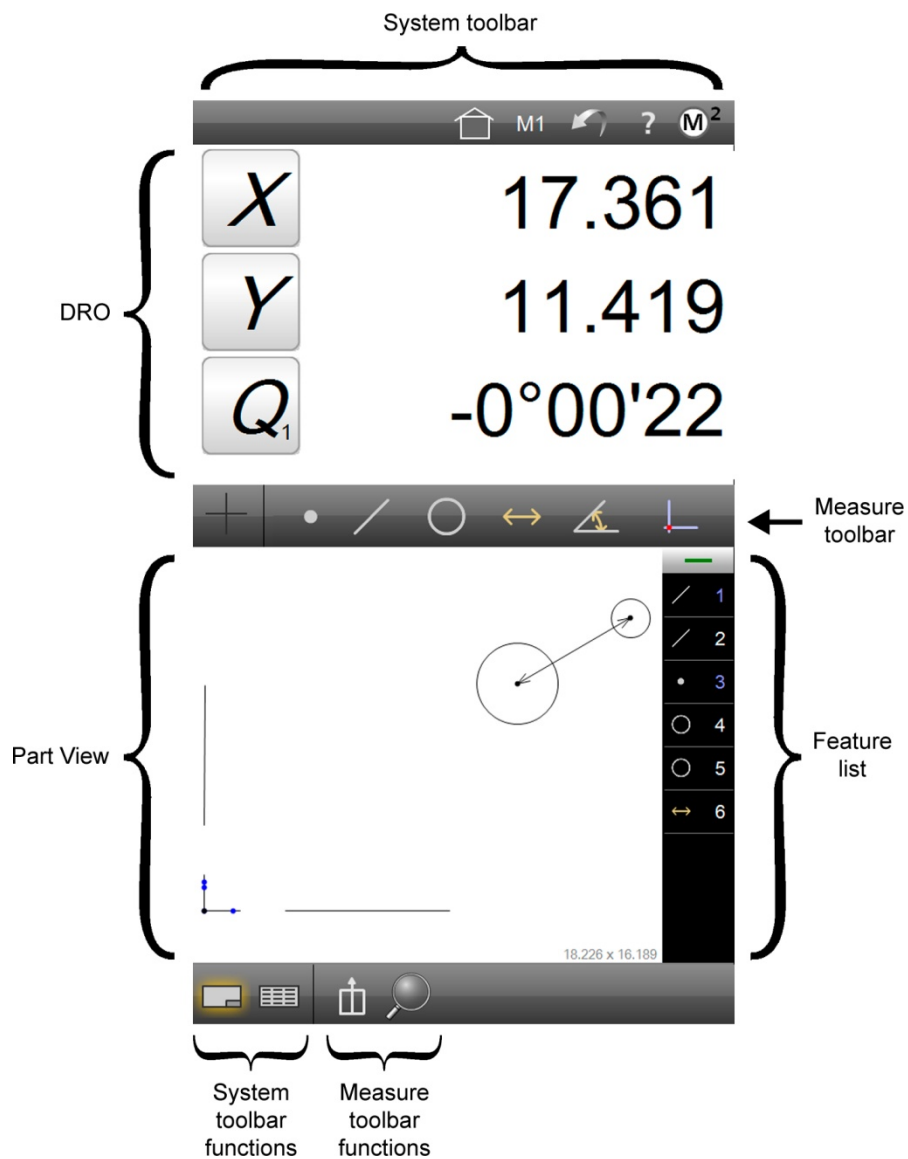 System toolbar
M1 ? M2
DRO
X 17.361
Y 11.419
Q1 -0°00'22
Measure
toolbar
1
2
3
4
5
6
Part View
Feature
list
18.226 x 16.189
System
toolbar
functions
Measure
toolbar
functions